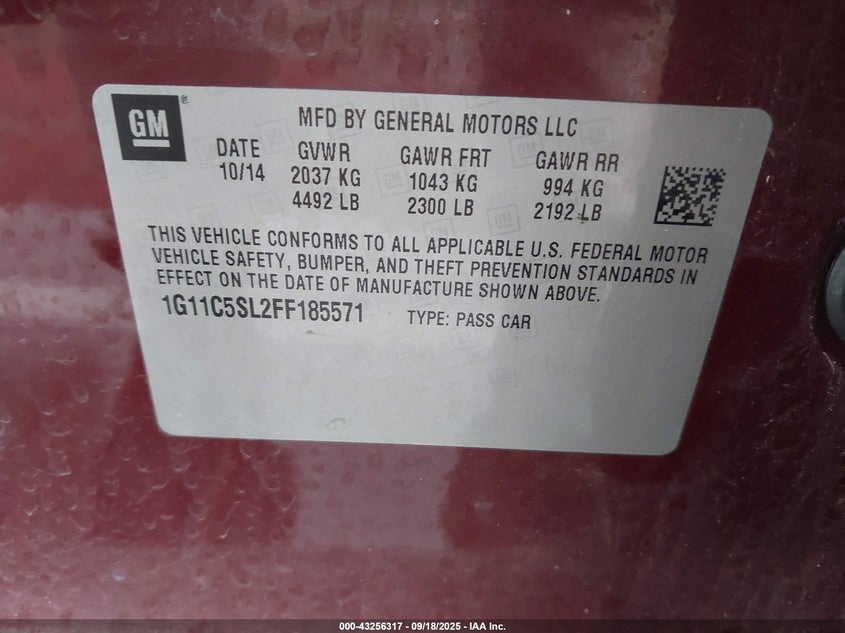 GM®
MFD BY GENERAL MOTORS LLC
DATE GVWR GAWR FRT GAWR RR
10/14 2037 KG 1043 KG 994 KG
4492 LB 2300 LB 2192 LB
THIS VEHICLE CONFORMS TO ALL APPLICABLE U.S. FEDERAL MOTOR
VEHICLE SAFETY, BUMPER, AND THEFT PREVENTION STANDARDS IN
EFFECT ON THE DATE OF MANUFACTURE SHOWN ABOVE.
1G11C5SL2FF185571 TYPE: PASS CAR
000-43256317 - 09/18/2025 - IAA Inc.